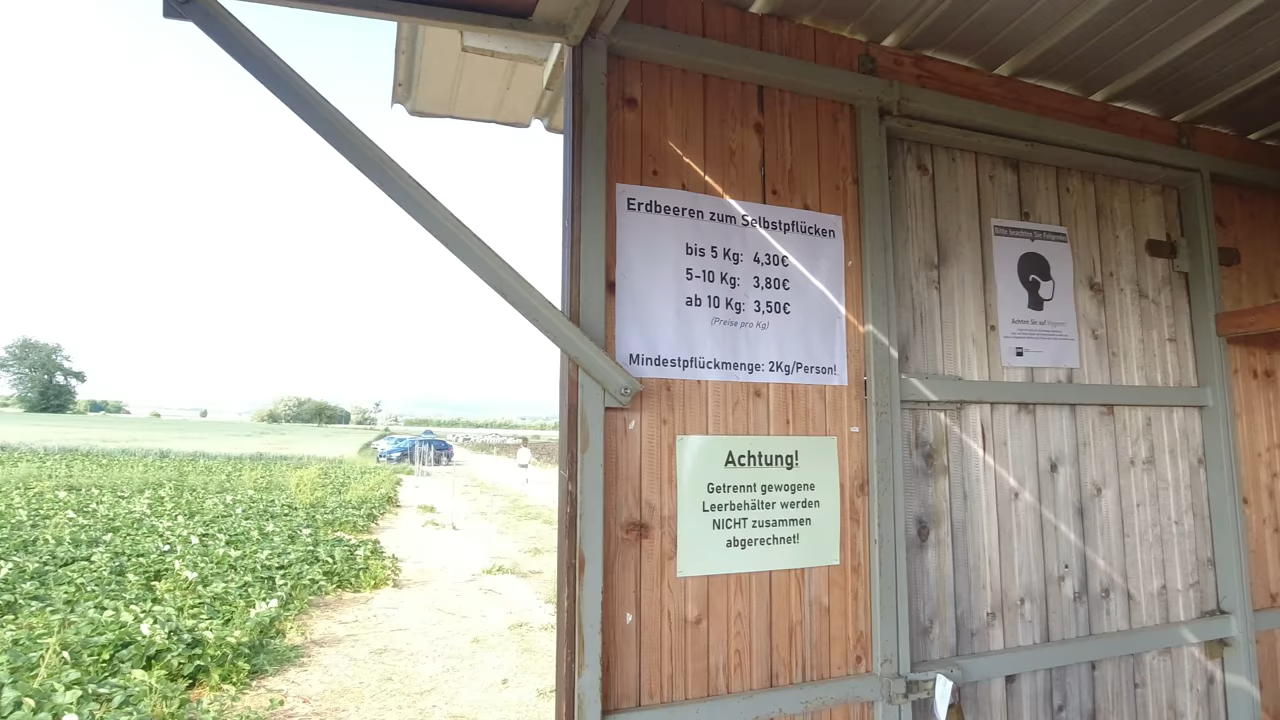 Erdbeeren zum Selbstpflücken
bis 5 Kg: 4,30€
5-10 Kg: 3,80€
ab 10 Kg: 3,50€
(Preise pro Kg)
Mindestpflückmenge: 2Kg/Person!
Achtung!
Getrennt gewogene
Leerbehälter werden
NICHT zusammen
abgerechnet!
Bitte beachten Sie Folgendes
Achten Sie auf Hygiene!